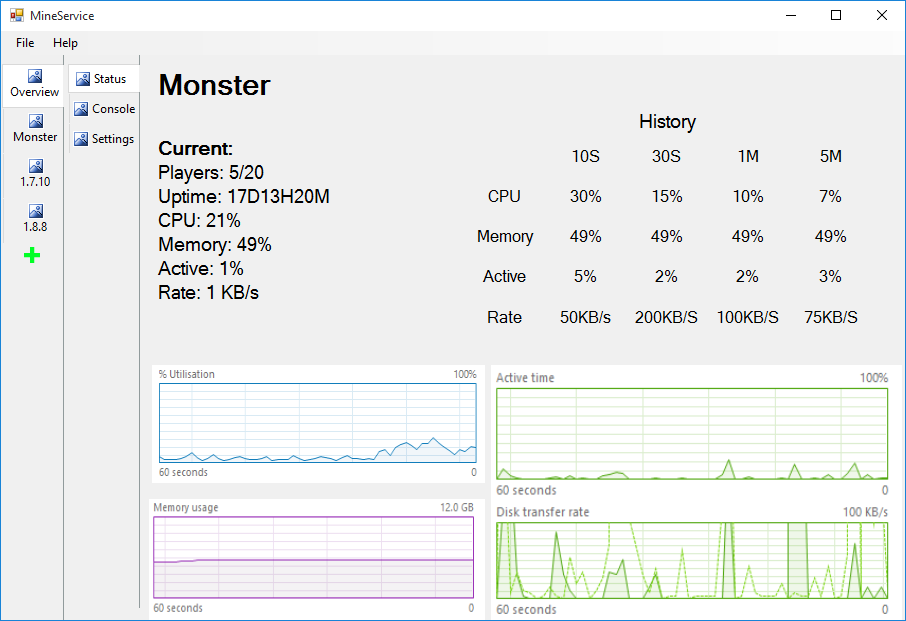 MineService
File Help
Overview
Monster
1.7.10
1.8.8
Status
Console
Settings
Monster
Current:
Players: 5/20
Uptime: 17D13H20M
CPU: 21%
Memory: 49%
Active: 1%
Rate: 1 KB/s
History
10S 30S 1M 5M
CPU 30% 15% 10% 7%
Memory 49% 49% 49% 49%
Active 5% 2% 2% 3%
Rate 50KB/s 200KB/S 100KB/S 75KB/S
% Utilisation 100%
60 seconds 0
Memory usage 12.0 GB
60 seconds 0
Active time 100%
60 seconds 0
Disk transfer rate 100 KB/s
60 seconds 0